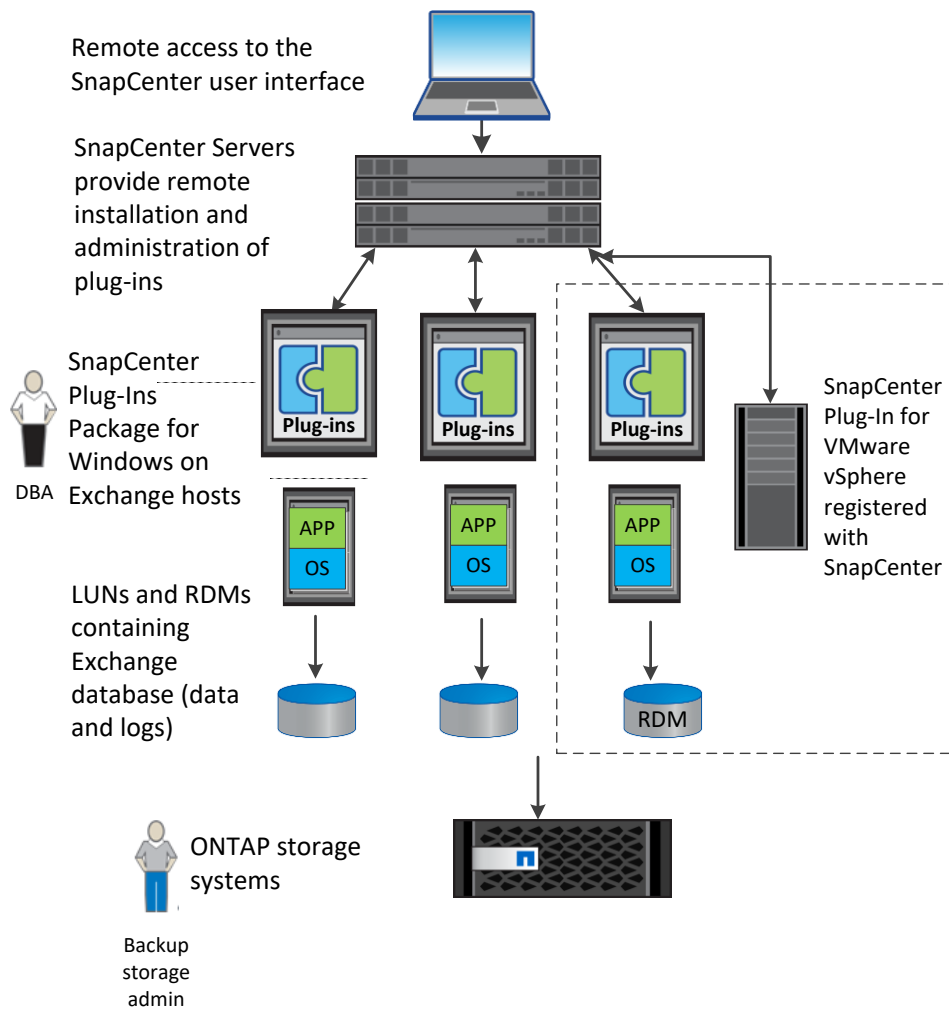 Remote access to the
SnapCenter user interface
SnapCenter Servers
provide remote
installation and
administration of
plug-ins
SnapCenter
Plug-Ins
Package for
Windows on
Exchange hosts
DBA
Plug-ins
Plug-ins
Plug-ins
SnapCenter
Plug-In for
VMware
vSphere
registered
with
SnapCenter
APP
OS
APP
OS
APP
OS
LUNs and RDMs
containing
Exchange
database (data
and logs)
RDM
ONTAP storage
systems
Backup
storage
admin